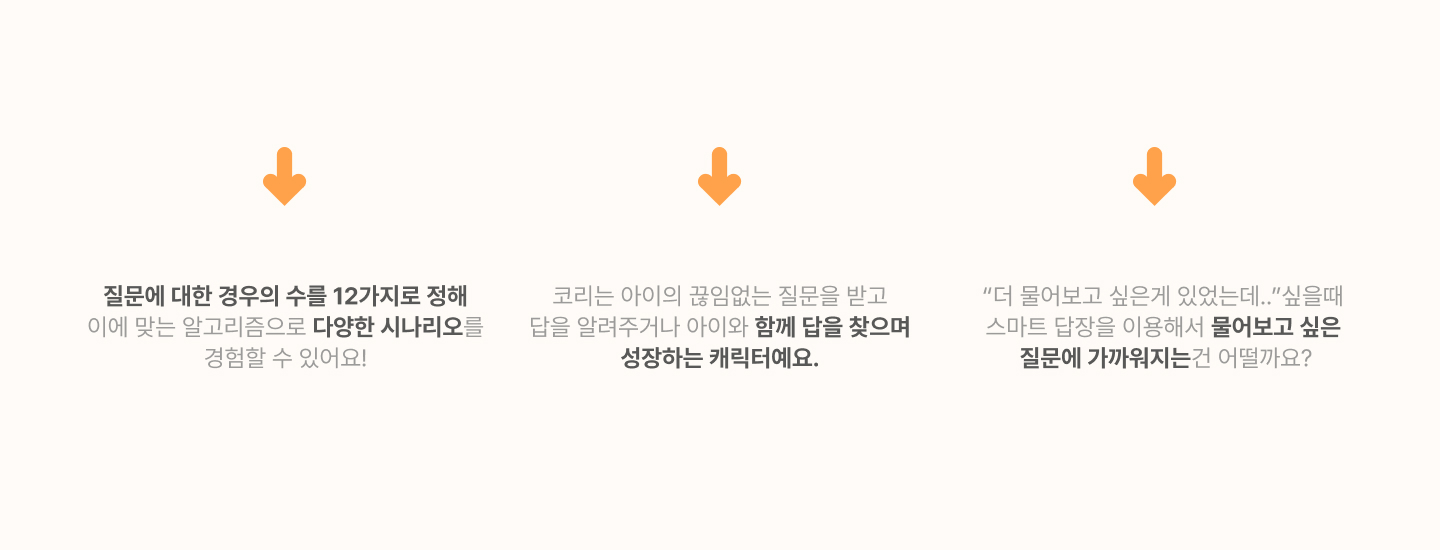 질문에 대한 경우의 수를 12가지로 정해
이에 맞는 알고리즘으로 다양한 시나리오를
경험할 수 있어요!
코리는 아이의 끊임없는 질문을 받고
답을 알려주거나 아이와 함께 답을 찾으며
성장하는 캐릭터예요.
“더 물어보고 싶은게 있었는데..”싶을때
스마트 답장을 이용해서 물어보고 싶은
질문에 가까워지는건 어떨까요?